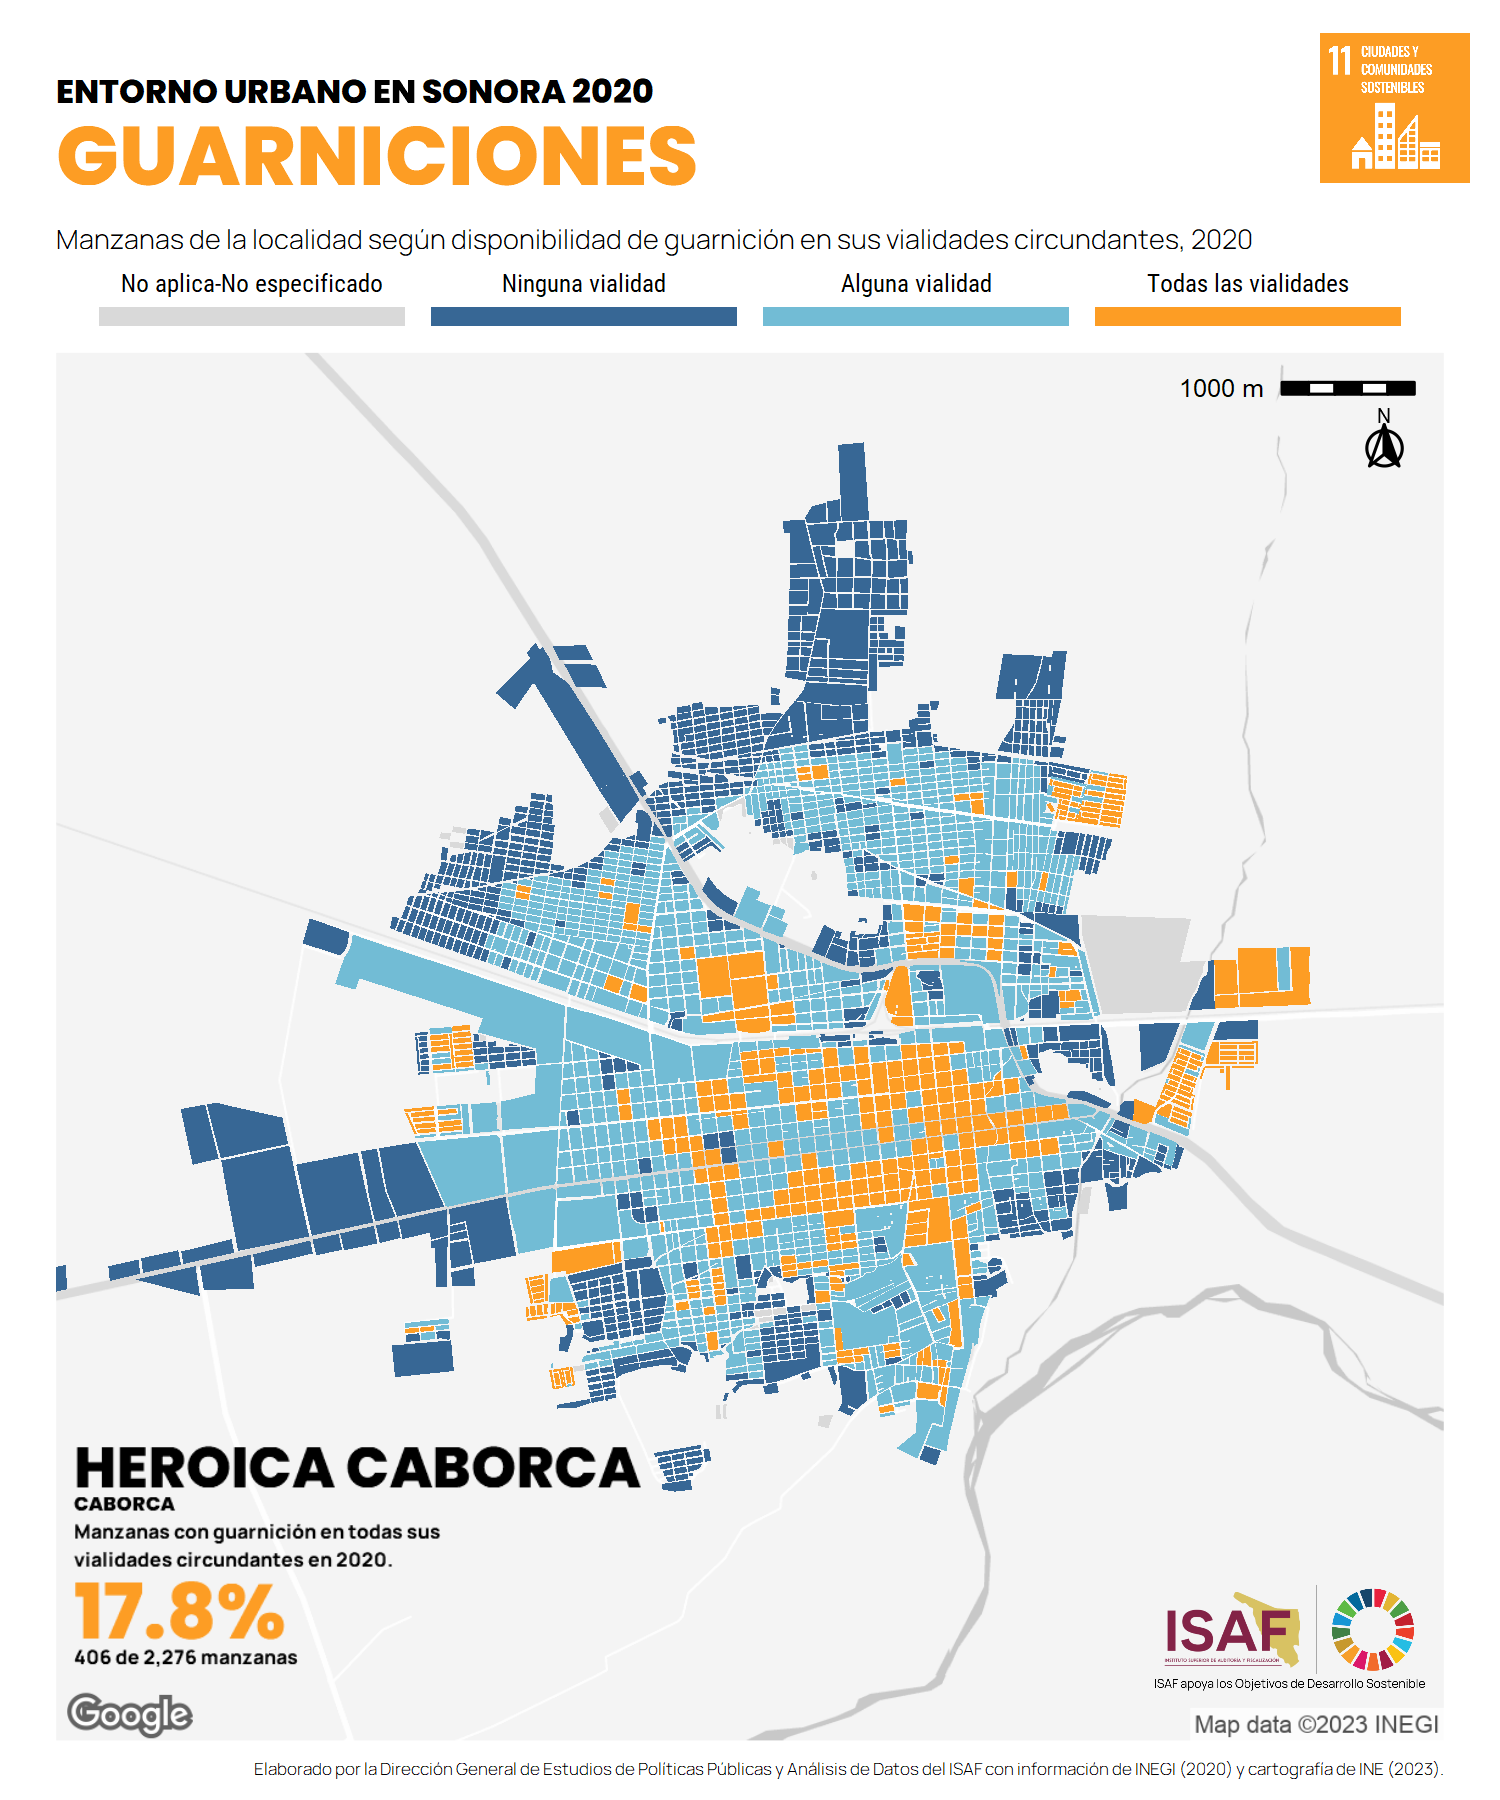 11 CIUDADES Y
COMUNIDADES
SOSTENIBLES
ENTORNO URBANO EN SONORA 2020
GUARNICIONES
Manzanas de la localidad según disponibilidad de guarnición en sus vialidades circundantes, 2020
No aplica-No especificado Ninguna vialidad Alguna vialidad Todas las vialidades
1000 m
N
HEROICA CABORCA
CABORCA
Manzanas con guarnición en todas sus
vialidades circundantes en 2020.
17.8%
406 de 2,276 manzanas
ISAF
INSTITUTO SUPERIOR DE AUDITORÍA Y FISCALIZACIÓN
ISAF apoya los Objetivos de Desarrollo Sostenible
Google
Map data ©2023 INEGI
Elaborado por la Dirección General de Estudios de Políticas Públicas y Análisis de Datos del ISAF con información de INEGI (2020) y cartografía de INE (2023).